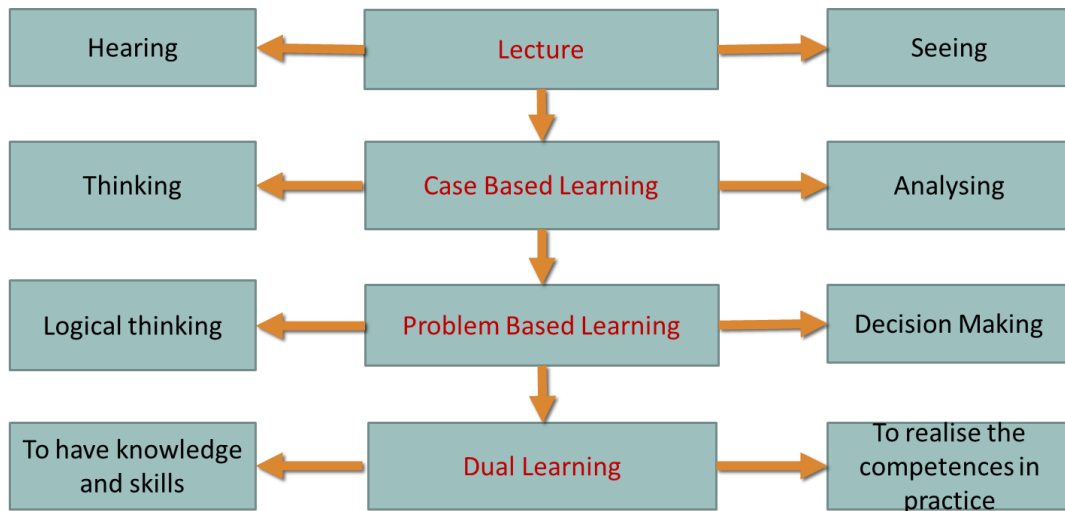 Hearing
Lecture
Seeing
Thinking
Case Based Learning
Analysing
Logical thinking
Problem Based Learning
Decision Making
To have knowledge
and skills
Dual Learning
To realise the
competences in
practice